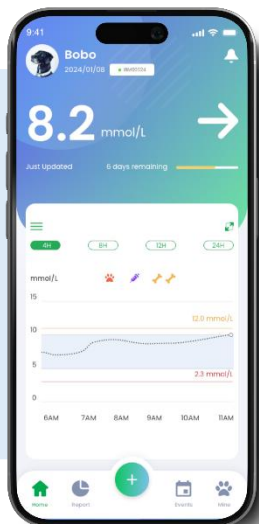 9:41
Bobo
2024/01/08
8.2 mmol/L
Just Updated 6 days remaining
4H 8H 12H 24H
mmol/L
15
12.0 mmol/L
10
5
2.3 mmol/L
0
6AM 7AM 8AM 9AM 10AM 11AM
+
Home Report Events Mine